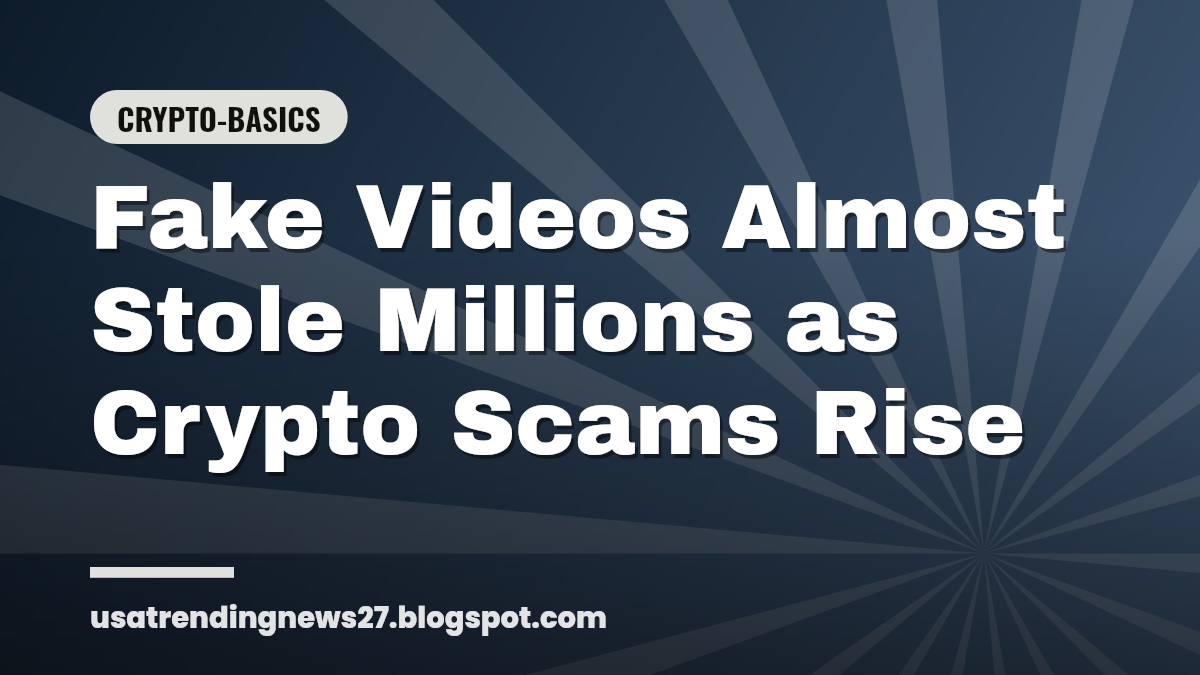 CRYPTO-BASICS
Fake Videos Almost
Stole Millions as
Crypto Scams Rise
usatrendingnews27.blogspot.com